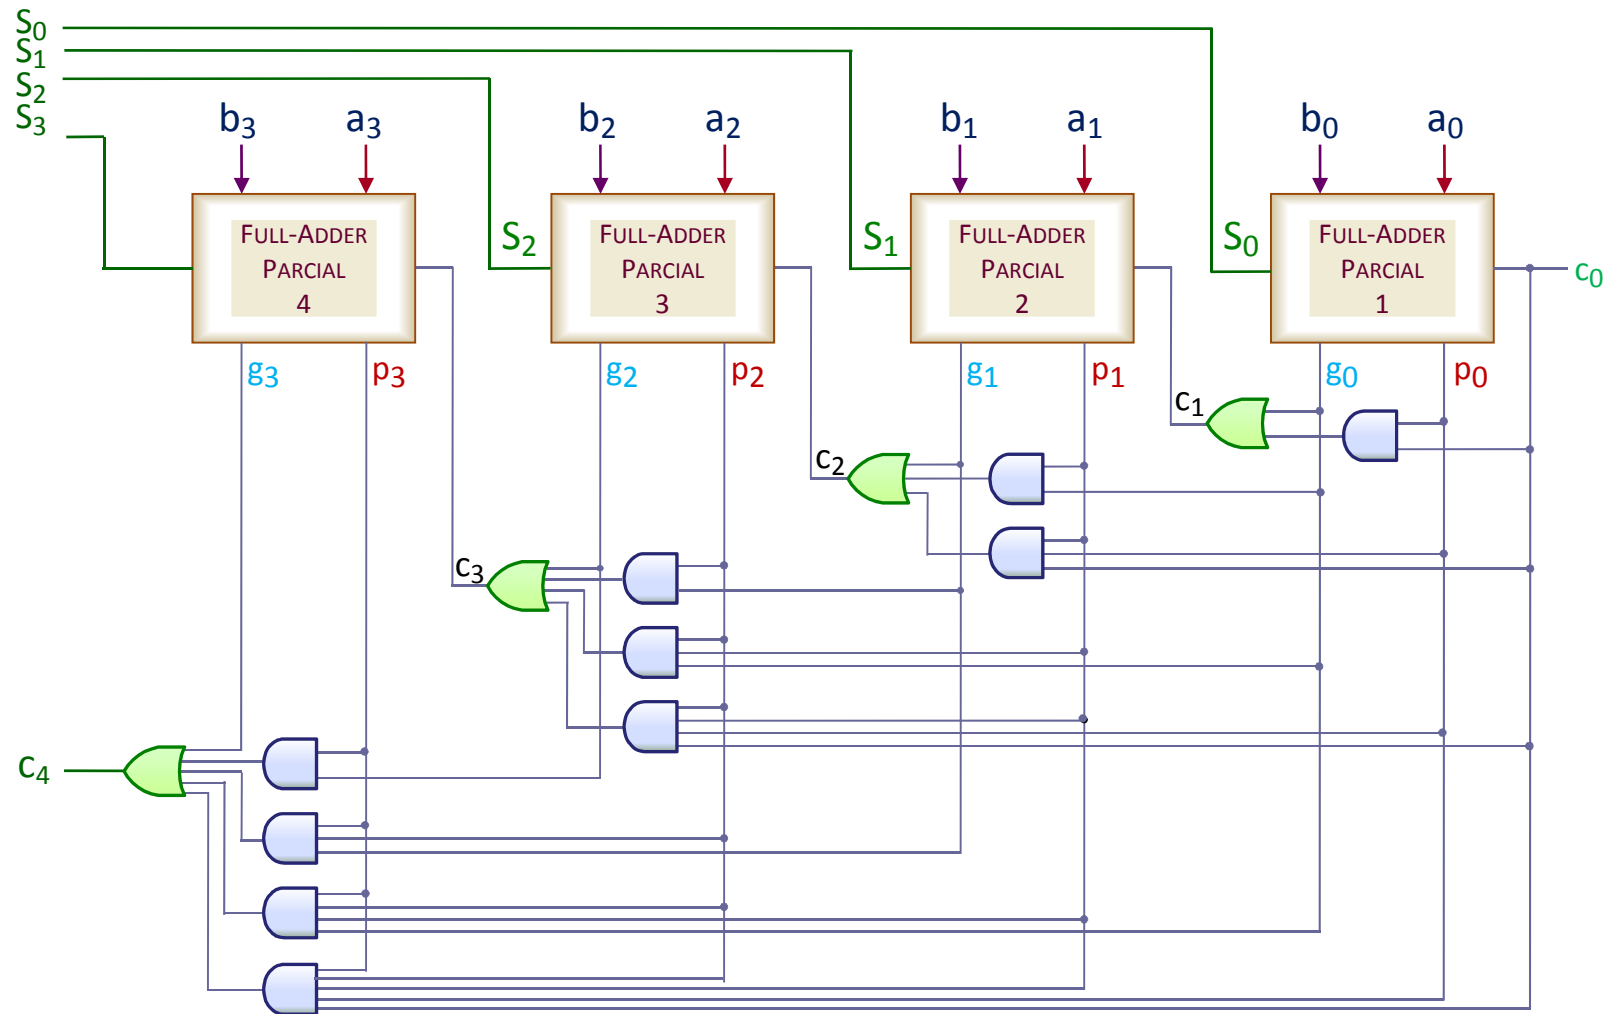 S0
S1
S2
S3
b3 a3 b2 a2 b1 a1 b0 a0
FULL-ADDER PARCIAL 4
S2
FULL-ADDER PARCIAL 3
S1
FULL-ADDER PARCIAL 2
S0
FULL-ADDER PARCIAL 1
c0
g3 p3 g2 p2 g1 p1 g0 p0
c1
c2
c3
c4